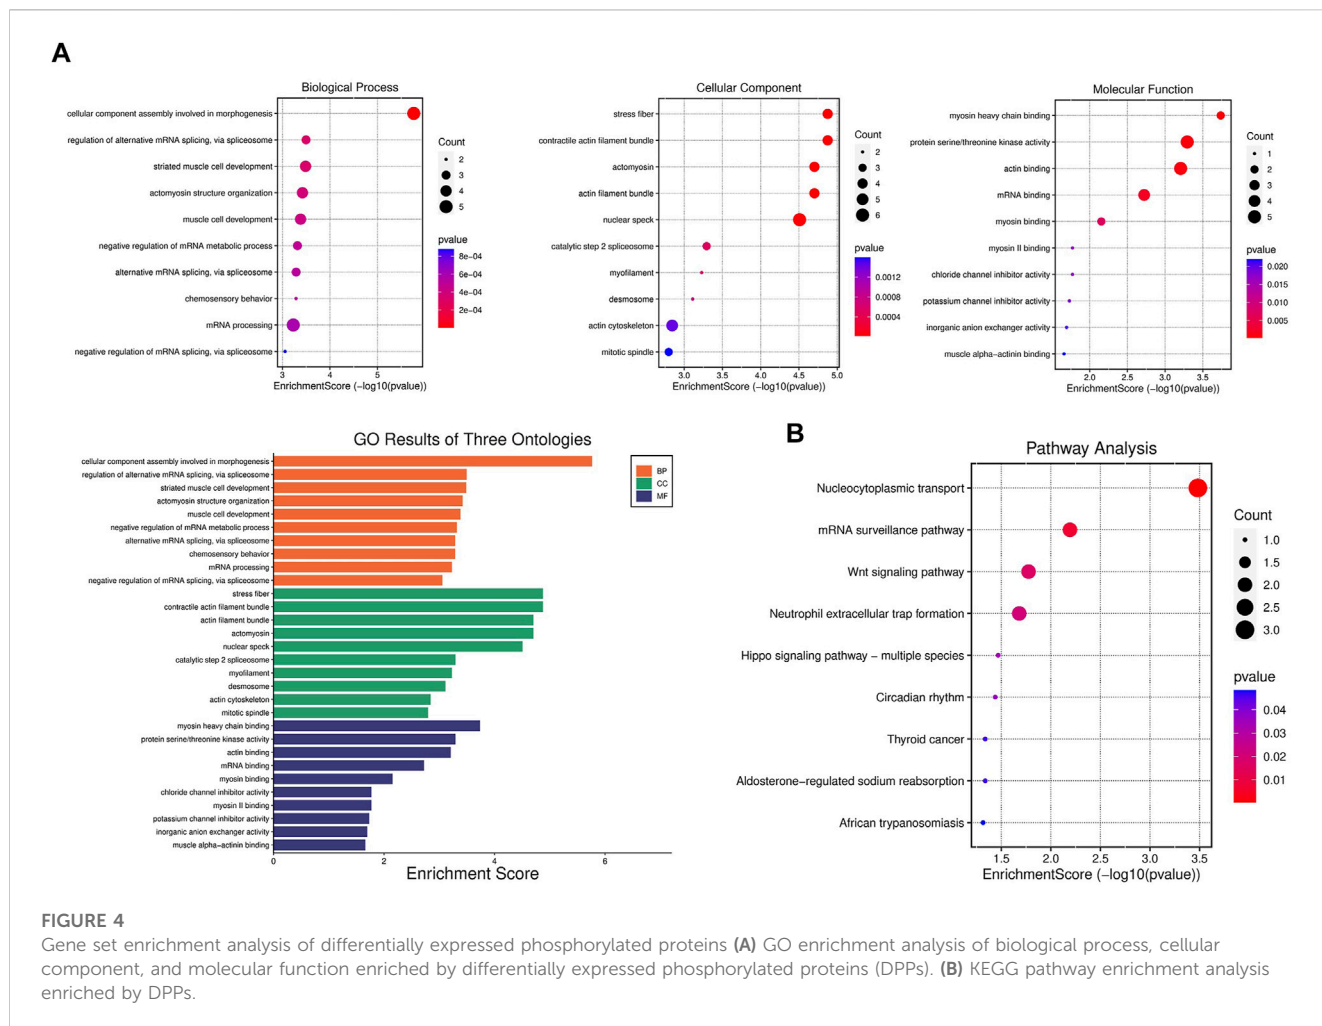 A
Biological Process
cellular component assembly involved in morphogenesis
regulation of alternative mRNA splicing, via spliceosome
striated muscle cell development
actomyosin structure organization
muscle cell development
negative regulation of mRNA metabolic process
alternative mRNA splicing, via spliceosome
chemosensory behavior
mRNA processing
negative regulation of mRNA splicing, via spliceosome
3 4 5 5
EnrichmentScore (−log10(pvalue))
Count
2
3
4
5
pvalue
8e−04
6e−04
4e−04
2e−04
Cellular Component
stress fiber
contractile actin filament bundle
actomyosin
actin filament bundle
nuclear speck
catalytic step 2 spliceosome
myofilament
desmosome
actin cytoskeleton
mitotic spindle
3.0 3.5 4.0 4.5 5.0
EnrichmentScore (−log10(pvalue))
Count
2
3
4
5
6
pvalue
0.0012
0.0008
0.0004
Molecular Function
myosin heavy chain binding
protein serine/threonine kinase activity
actin binding
mRNA binding
myosin binding
myosin II binding
chloride channel inhibitor activity
potassium channel inhibitor activity
inorganic anion exchanger activity
muscle alpha−actinin binding
2.0 2.5 3.0 3.5
EnrichmentScore (−log10(pvalue))
Count
1
2
3
4
5
pvalue
0.020
0.015
0.010
0.005
GO Results of Three Ontologies
cellular component assembly involved in morphogenesis
regulation of alternative mRNA splicing, via spliceosome
striated muscle cell development
actomyosin structure organization
muscle cell development
negative regulation of mRNA metabolic process
alternative mRNA splicing, via spliceosome
chemosensory behavior
mRNA processing
negative regulation of mRNA splicing, via spliceosome
stress fiber
contractile actin filament bundle
actin filament bundle
actomyosin
nuclear speck
catalytic step 2 spliceosome
myofilament
desmosome
actin cytoskeleton
mitotic spindle
myosin heavy chain binding
protein serine/threonine kinase activity
actin binding
mRNA binding
myosin binding
chloride channel inhibitor activity
myosin II binding
potassium channel inhibitor activity
inorganic anion exchanger activity
muscle alpha−actinin binding
0 2 4 6
Enrichment Score
BP
CC
MF
B
Pathway Analysis
Nucleocytoplasmic transport
mRNA surveillance pathway
Wnt signaling pathway
Neutrophil extracellular trap formation
Hippo signaling pathway − multiple species
Circadian rhythm
Thyroid cancer
Aldosterone−regulated sodium reabsorption
African trypanosomiasis
1.5 2.0 2.5 3.0 3.5
EnrichmentScore (−log10(pvalue))
Count
1.0
1.5
2.0
2.5
3.0
pvalue
0.04
0.03
0.02
0.01
FIGURE 4
Gene set enrichment analysis of differentially expressed phosphorylated proteins (A) GO enrichment analysis of biological process, cellular
component, and molecular function enriched by differentially expressed phosphorylated proteins (DPPs). (B) KEGG pathway enrichment analysis
enriched by DPPs.